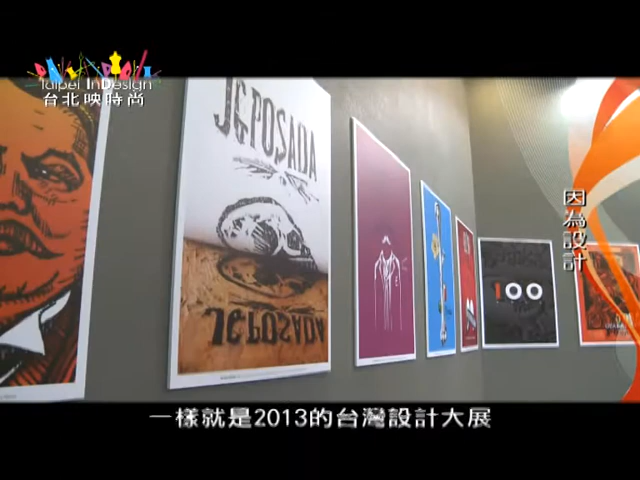 Taipei InDesign
台北映時尚
JGPOSADA
JGPOSADA
100
因為設計
一樣就是2013的台灣設計大展